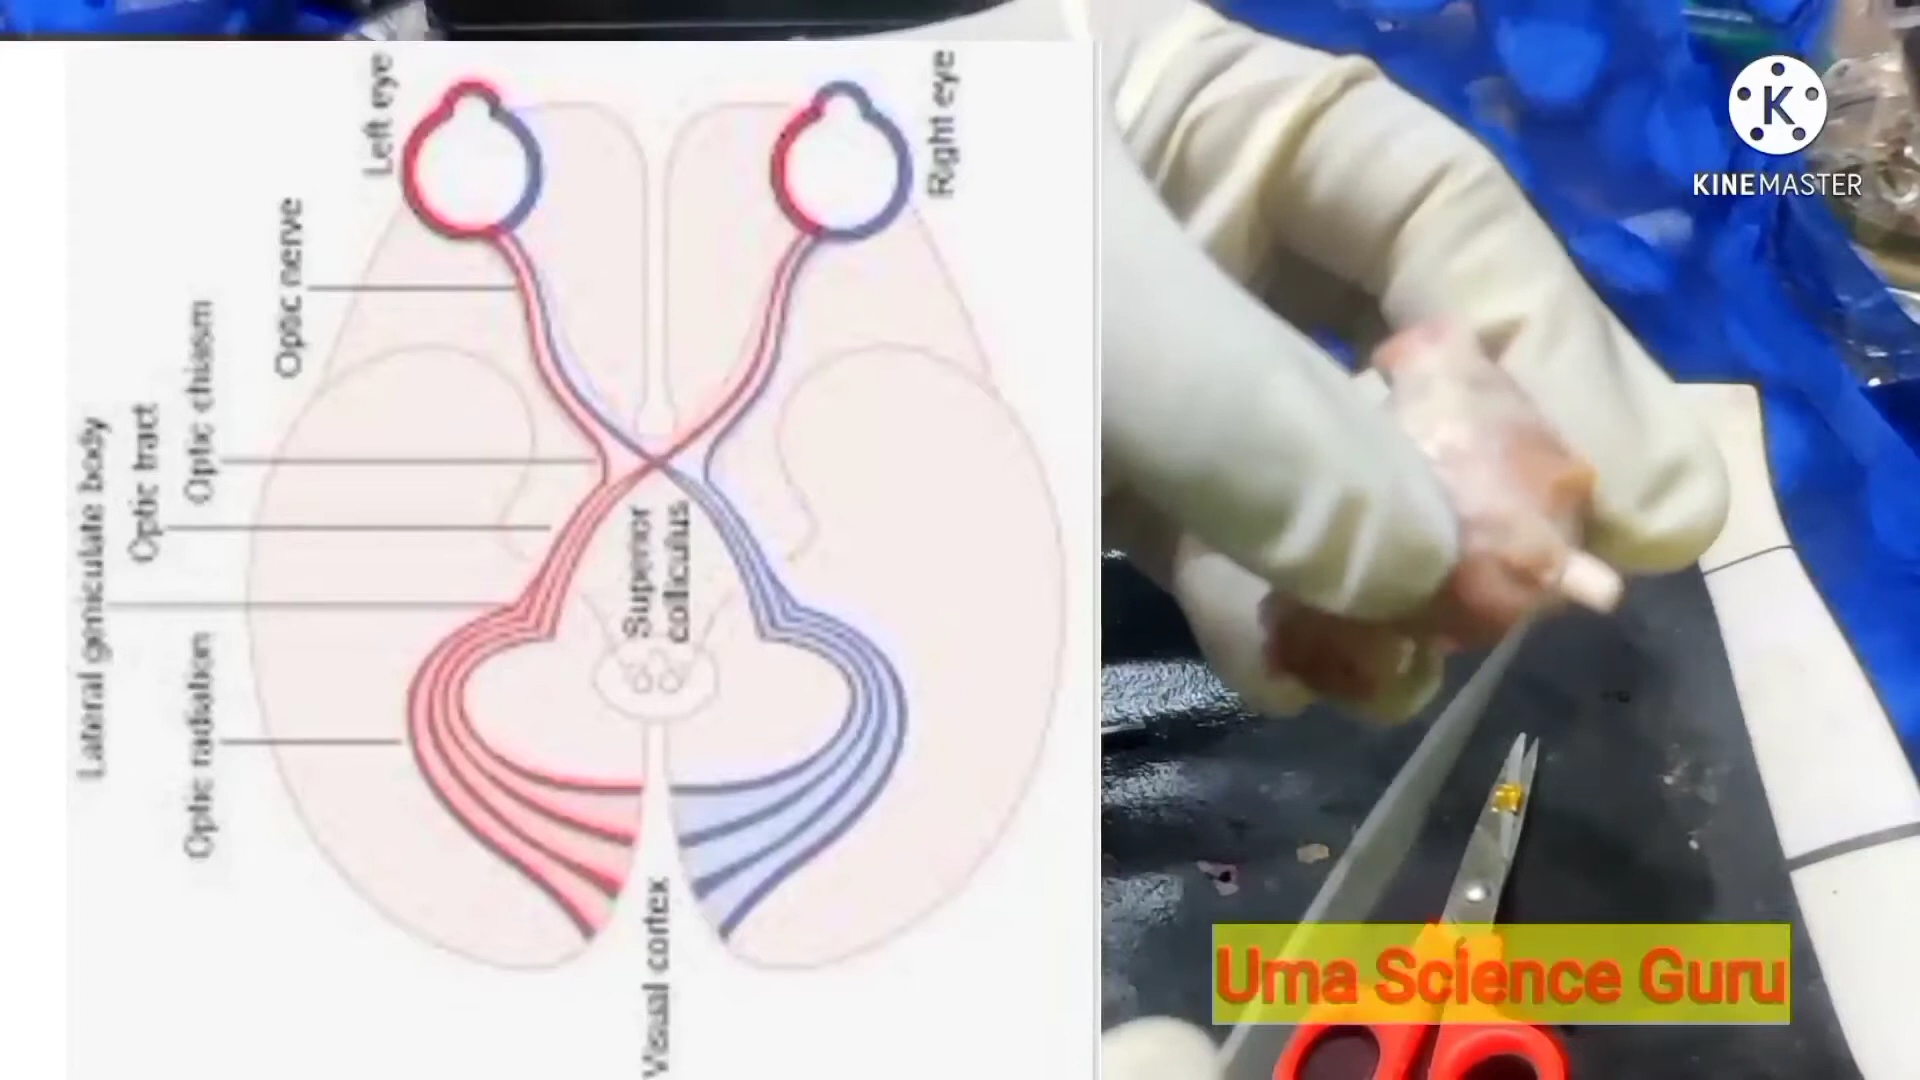 Left eye
Right eye
Optic nerve
Optic chiasm
Optic tract
Lateral geniculate body
Optic radiation
Superior
colliculus
Visual cortex
K
KINEMASTER
Uma Science Guru